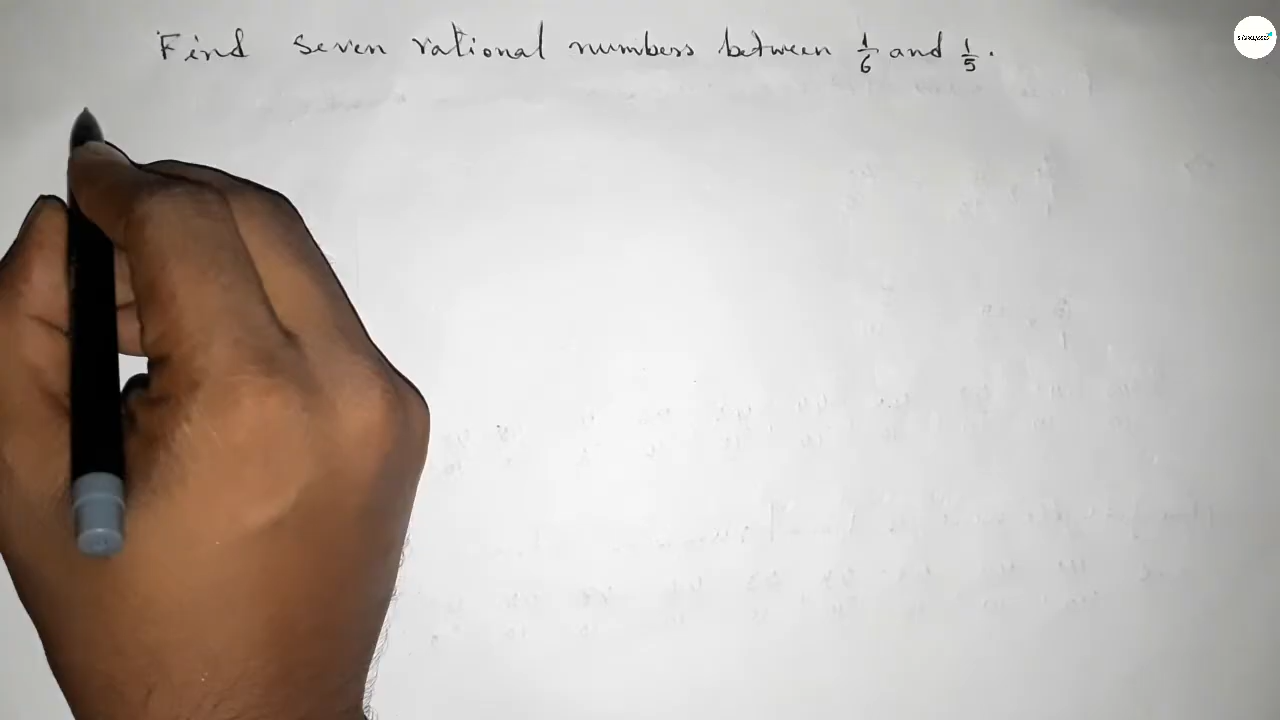 Find seven rational numbers between 1/6 and 1/5.